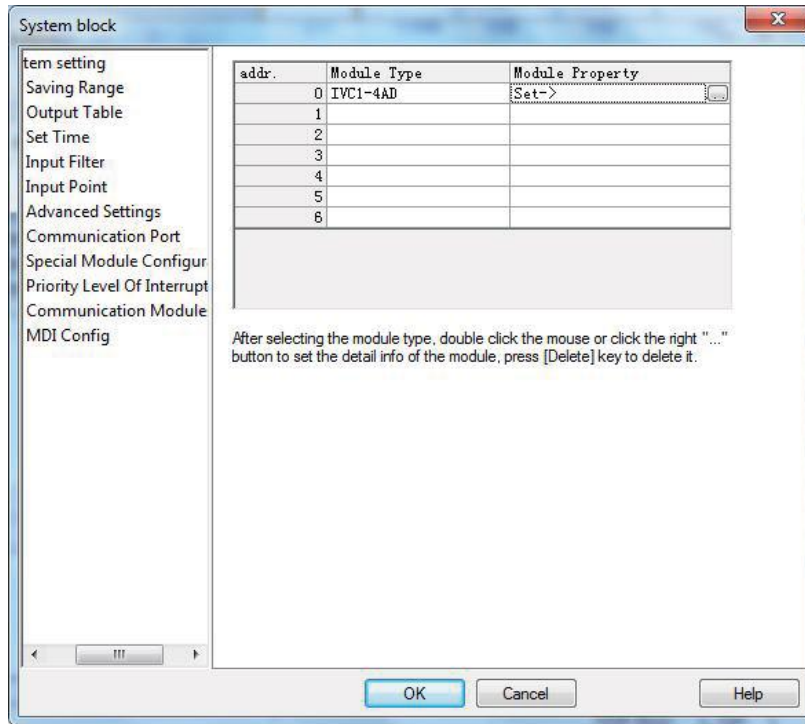 System block
tem setting
Saving Range
Output Table
Set Time
Input Filter
Input Point
Advanced Settings
Communication Port
Special Module Configur
Priority Level Of Interrupt
Communication Module
MDI Config
addr. Module Type Module Property
0 IVC1-4AD Set-> ...
1
2
3
4
5
6
After selecting the module type, double click the mouse or click the right "..."
button to set the detail info of the module, press [Delete] key to delete it.
OK Cancel Help